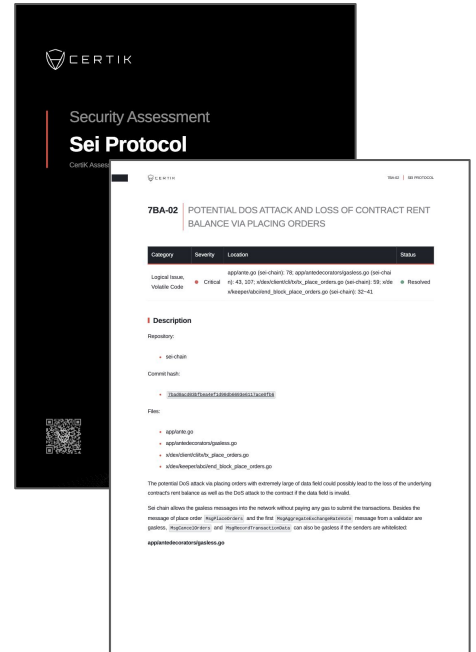 CERTIK
Security Assessment
Sei Protocol
CertiK Assess
CERTIK
7BA-02 | SEI PROTOCOL
7BA-02 POTENTIAL DOS ATTACK AND LOSS OF CONTRACT RENT
BALANCE VIA PLACING ORDERS
Category Severity Location Status
Logical Issue,
Volatile Code
Critical
app/ante.go (sei-chain): 78; app/antedecorators/gasless.go (sei-chai
n): 43, 107; x/dex/client/cli/tx/tx_place_orders.go (sei-chain): 59; x/de
x/keeper/abci/end_block_place_orders.go (sei-chain): 32~41
Resolved
Description
Repository:
sei-chain
Commit hash:
Files:
app/ante.go
app/antedecorators/gasless.go
x/dex/client/cli/tx/tx_place_orders.go
x/dex/keeper/abci/end_block_place_orders.go
The potential DoS attack via placing orders with extremely large of data field could possibly lead to the loss of the underlying
contract's rent balance as well as the DoS attack to the contract if the data field is invalid.
Sei chain allows the gasless messages into the network without paying any gas to submit the transactions. Besides the
message of place order MsgPlaceOrders and the first MsgAggregateExchangeRateVote message from a validator are
gasless, MsgCancelOrders and MsgRecordTransactionData can also be gasless if the senders are whitelisted:
app/antedecorators/gasless.go